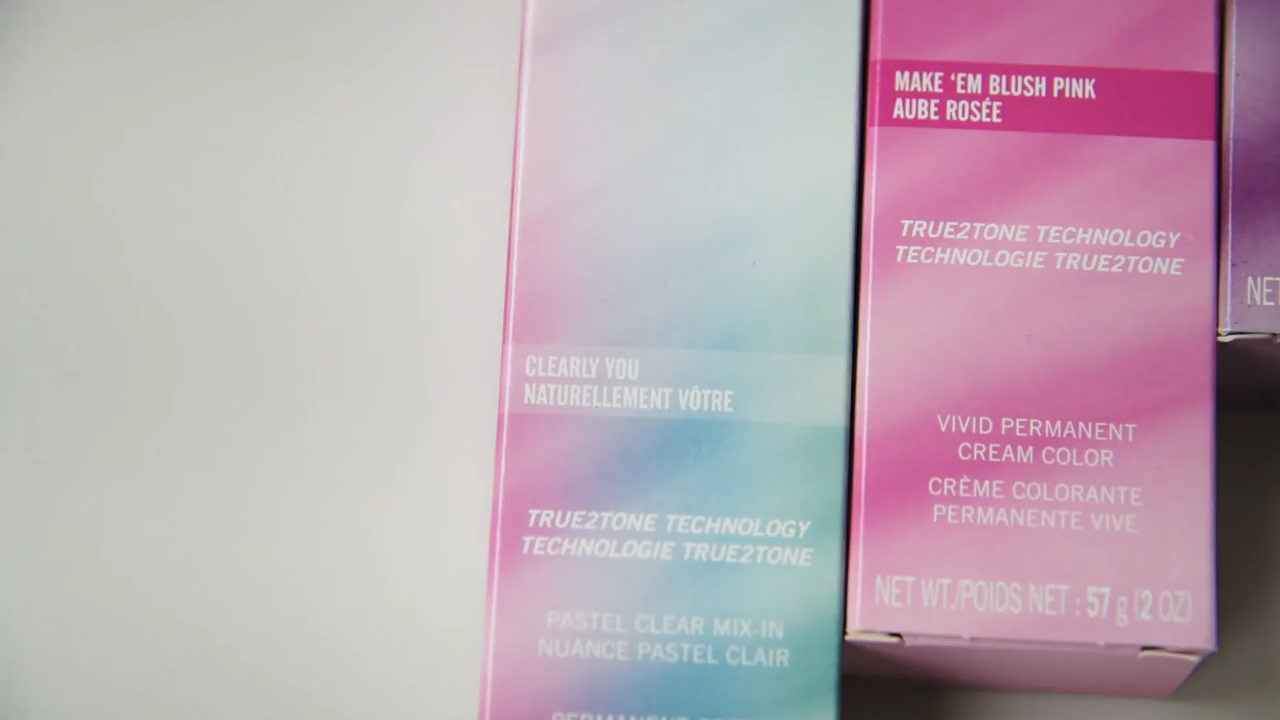 CLEARLY YOU
NATURELLEMENT VÔTRE
TRUE2TONE TECHNOLOGY
TECHNOLOGIE TRUE2TONE
PASTEL CLEAR MIX-IN
NUANCE PASTEL CLAIR
MAKE ‘EM BLUSH PINK
AUBE ROSÉE
TRUE2TONE TECHNOLOGY
TECHNOLOGIE TRUE2TONE
VIVID PERMANENT
CREAM COLOR
CRÈME COLORANTE
PERMANENTE VIVE
NET WT./POIDS NET : 57 g (2 OZ)
NET